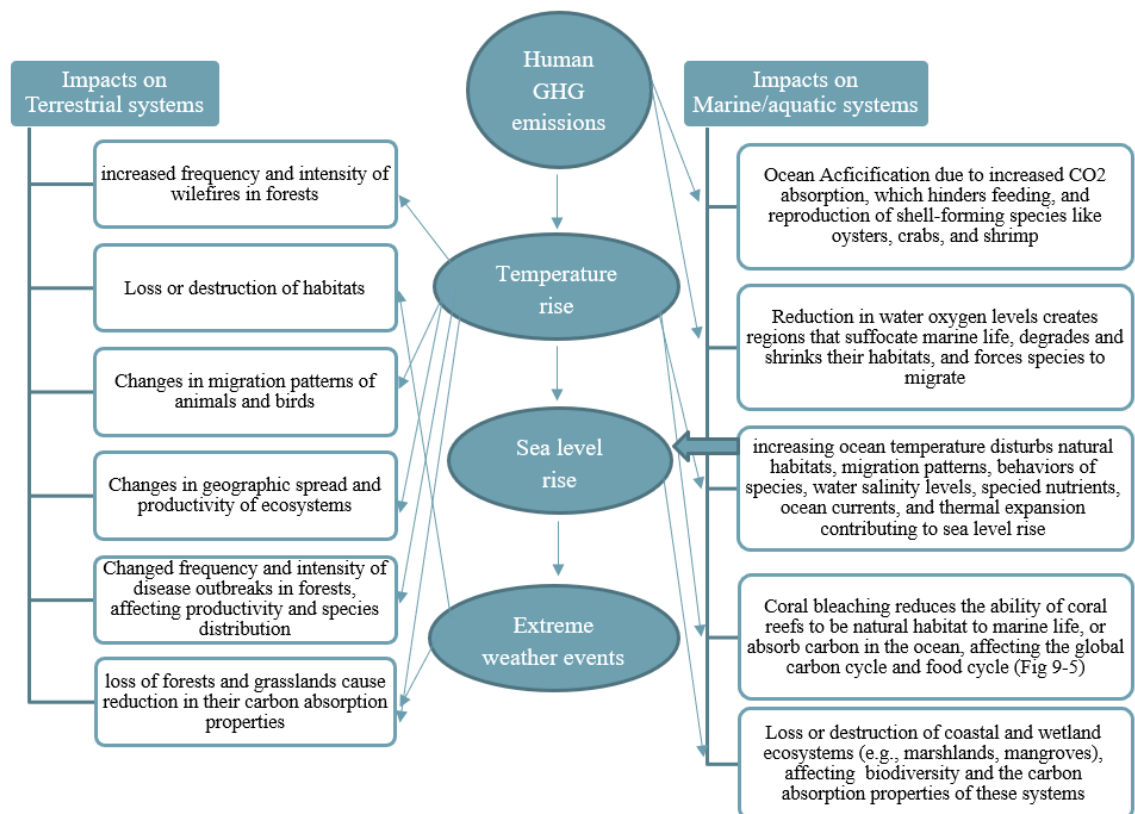 Human
GHG
emissions
Temperature
rise
Sea level
rise
Extreme
weather events
Impacts on
Terrestrial systems
increased frequency and intensity of
wilefires in forests
Loss or destruction of habitats
Changes in migration patterns of
animals and birds
Changes in geographic spread and
productivity of ecosystems
Changed frequency and intensity of
disease outbreaks in forests,
affecting productivity and species
distribution
loss of forests and grasslands cause
reduction in their carbon absorption
properties
Impacts on
Marine/aquatic systems
Ocean Acficification due to increased CO2
absorption, which hinders feeding, and
reproduction of shell-forming species like
oysters, crabs, and shrimp
Reduction in water oxygen levels creates
regions that suffocate marine life, degrades and
shrinks their habitats, and forces species to
migrate
increasing ocean temperature disturbs natural
habitats, migration patterns, behaviors of
species, water salinity levels, specied nutrients,
ocean currents, and thermal expansion
contributing to sea level rise
Coral bleaching reduces the ability of coral
reefs to be natural habitat to marine life, or
absorb carbon in the ocean, affecting the global
carbon cycle and food cycle (Fig 9-5)
Loss or destruction of coastal and wetland
ecosystems (e.g., marshlands, mangroves),
affecting biodiversity and the carbon
absorption properties of these systems